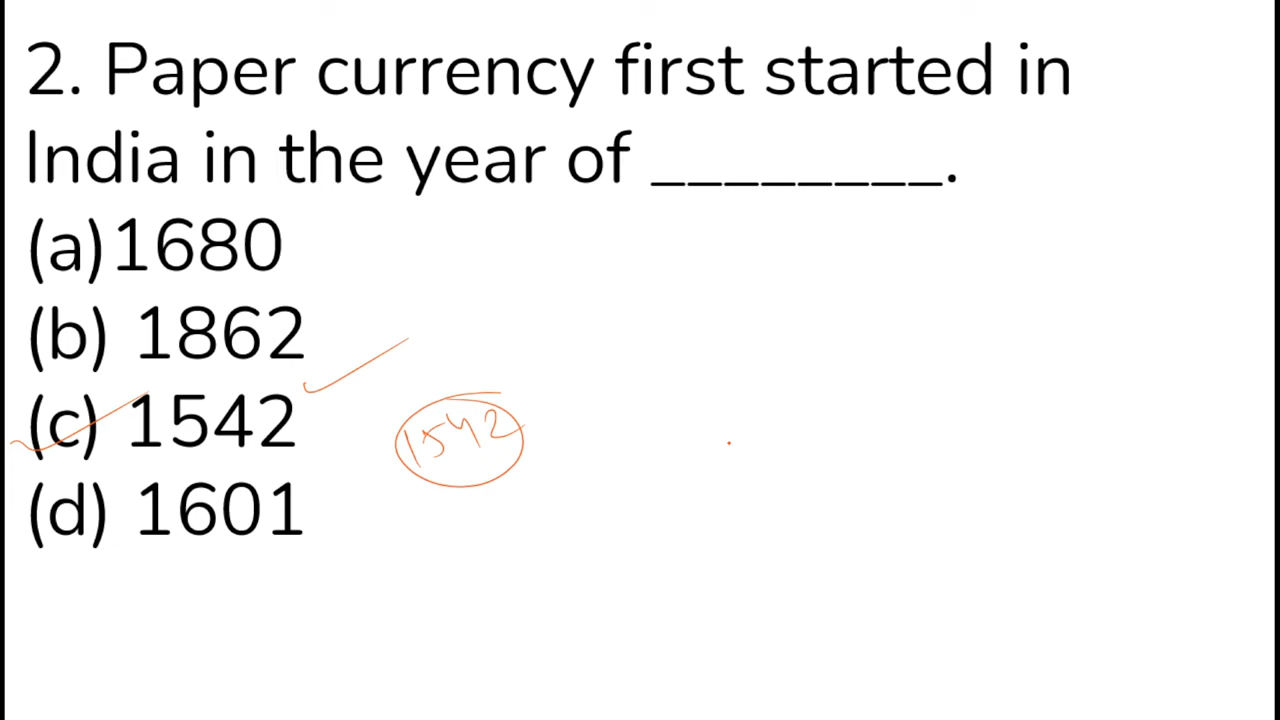 2. Paper currency first started in
India in the year of ________.
(a)1680
(b) 1862
(c) 1542
1542
(d) 1601